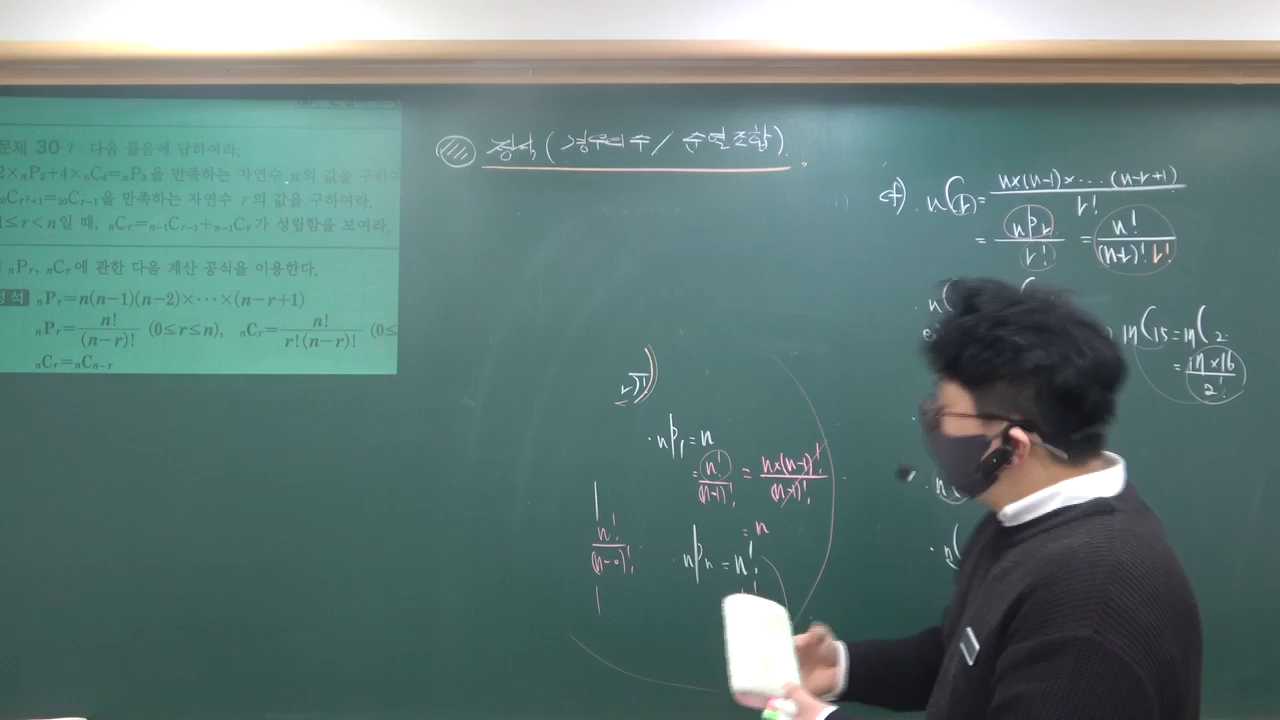 문제 30
다음 물음에 답하여라.
2×ₙP₂+4×ₙC₄=ₙP₃을 만족하는 자연수 n의 값을 구하여
₂₀Cᵣ²₊₁=₂₀Cᵣ₋₁을 만족하는 자연수 r의 값을 구하여라.
1≤r<n일 때, ₙCᵣ=ₙ₋₁Cᵣ₋₁+ₙ₋₁Cᵣ가 성립함을 보여라.
ₙPᵣ, ₙCᵣ에 관한 다음 계산 공식을 이용한다.
정석 ₙPᵣ=n(n−1)(n−2)×···×(n−r+1)
ₙPᵣ=n!/(n−r)! (0≤r≤n), ₙCᵣ=n!/r!(n−r)! (0≤
ₙCᵣ=ₙCₙ₋ᵣ
정석 (경우의 수 / 순열 조합).
cf). nCr = n×(n-1)×...(n-r+1)/r!
= nPr/r! = n!/(n-r)! r!
17C15 = 17C2
= 17×16/2!
· nP1 = n
= n!/(n-1)! = n×(n-1)!/(n-1)!
= n
n!/(n-0)!
· nPn = n!